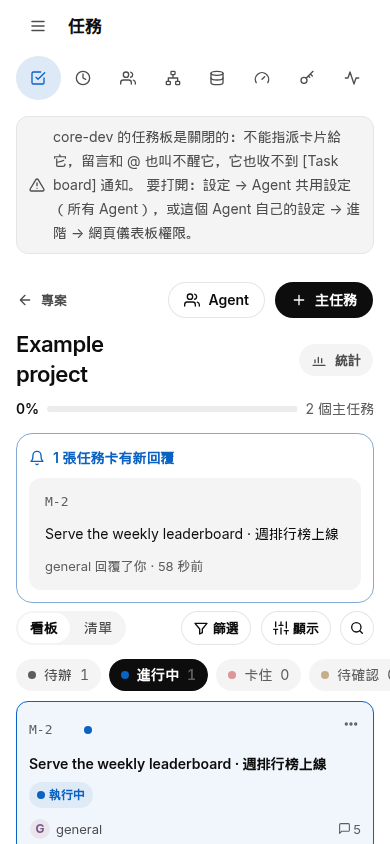 任務
core-dev 的任務板是關閉的：不能指派卡片給
它，留言和 @ 也叫不醒它，它也收不到 [Task
board] 通知。 要打開：設定 → Agent 共用設定
（所有 Agent），或這個 Agent 自己的設定 → 進
階 → 網頁儀表板權限。
專案
Agent
主任務
Example
project
統計
0%
2 個主任務
1 張任務卡有新回覆
M-2
Serve the weekly leaderboard · 週排行榜上線
general 回覆了你 · 58 秒前
看板 清單
篩選
顯示
待辦 1
進行中 1
卡住 0
待確認
M-2
Serve the weekly leaderboard · 週排行榜上線
執行中
G general
5